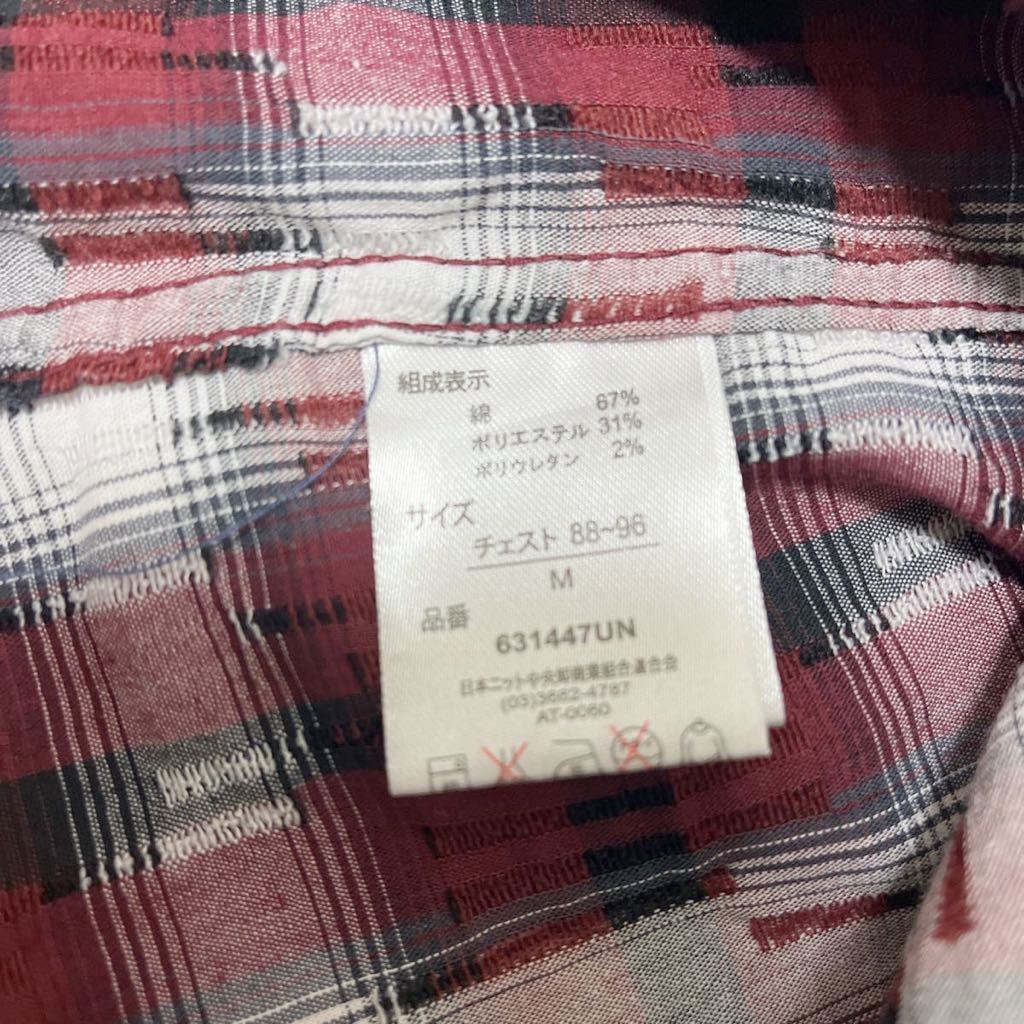 組成表示
綿 67%
ポリエステル 31%
ポリウレタン 2%
サイズ
チェスト 88~96
M
品番
631447UN
日本ニット中央卸商業組合連合会
(03)3662-4787
AT-0060